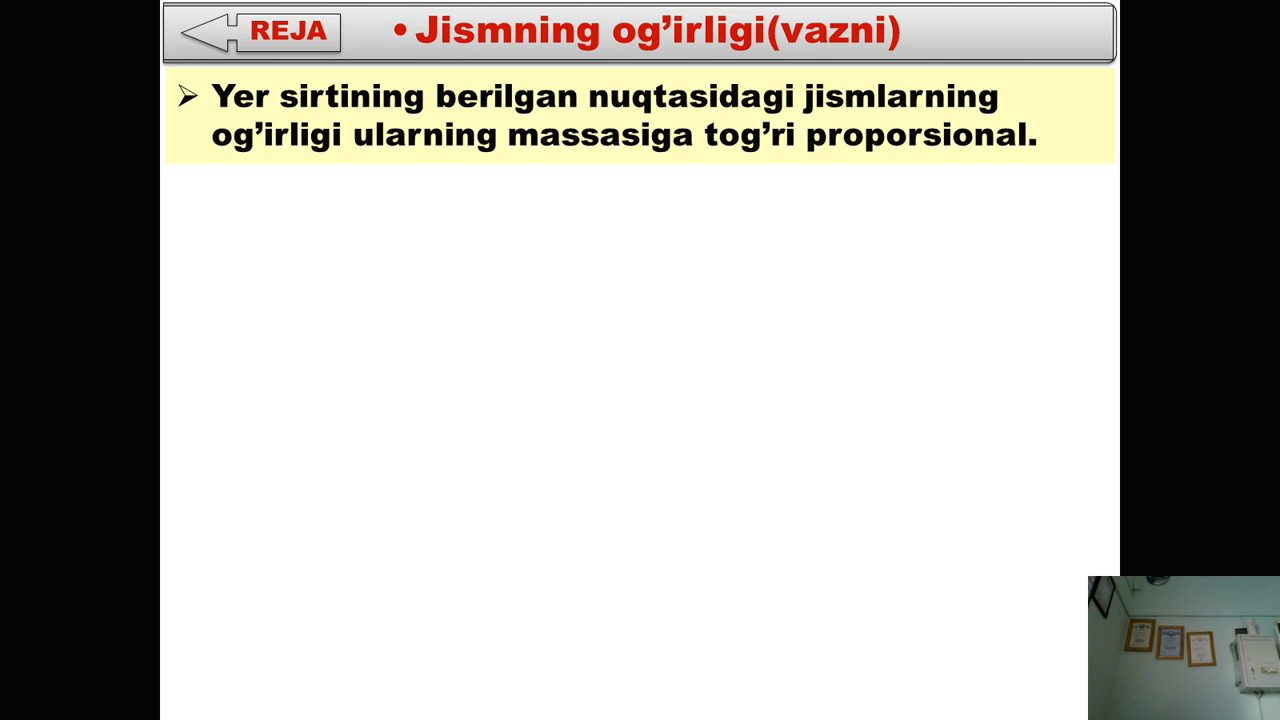 REJA
• Jismning og’irligi(vazni)
➢ Yer sirtining berilgan nuqtasidagi jismlarning
og’irligi ularning massasiga tog’ri proporsional.